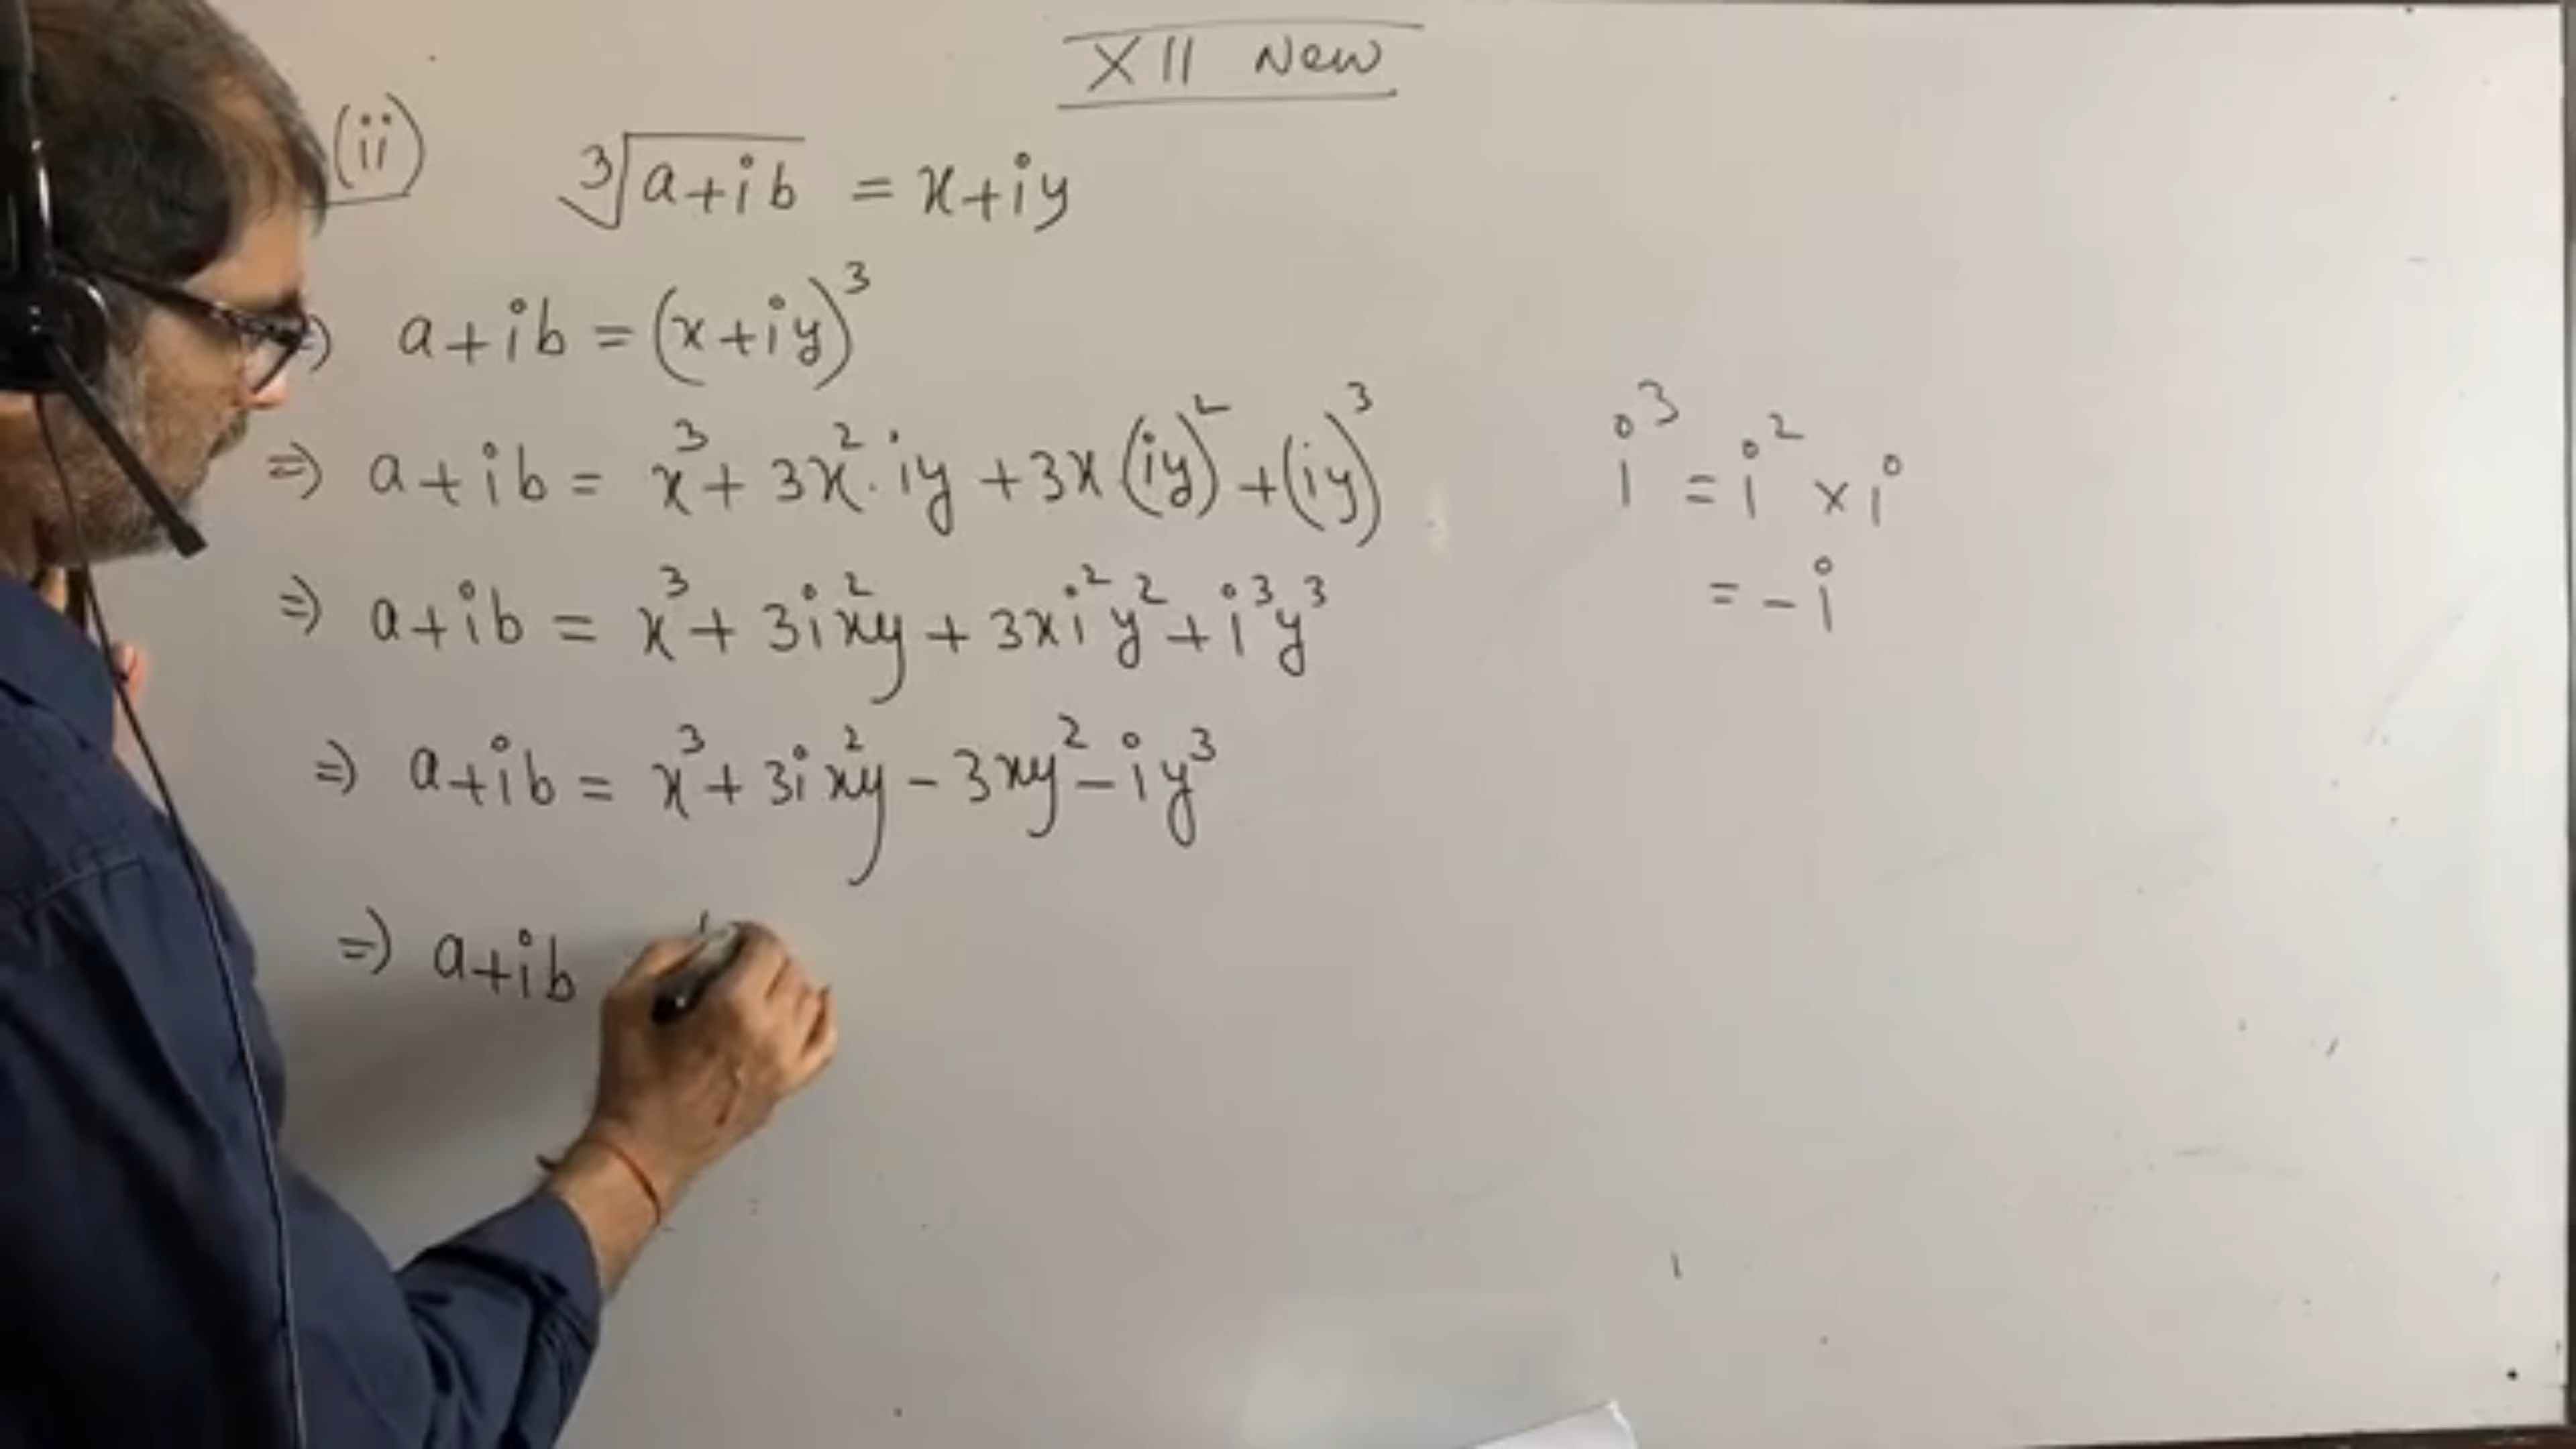 XII New
(ii) ∛(a+ib) = x+iy
⇒ a+ib = (x+iy)³
⇒ a+ib = x³ + 3x². iy + 3x (iy)² + (iy)³
⇒ a+ib = x³ + 3ix²y + 3xi²y² + i³y³
⇒ a+ib = x³ + 3ix²y - 3xy² - iy³
⇒ a+ib
i³ = i² × i
= -i